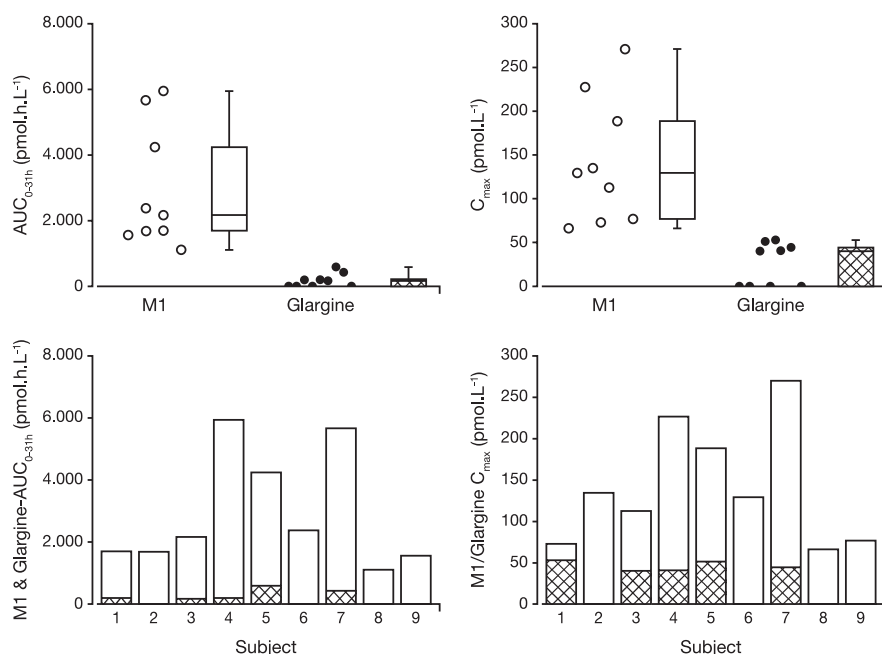 AUC0-31h (pmol.h.L-1)
8.000
6.000
4.000
2.000
0
M1
Glargine
Cmax (pmol.L-1)
300
250
200
150
100
50
0
M1
Glargine
M1 & Glargine-AUC0-31h (pmol.h.L-1)
8.000
6.000
4.000
2.000
0
1 2 3 4 5 6 7 8 9
Subject
M1/Glargine Cmax (pmol.L-1)
300
250
200
150
100
50
0
1 2 3 4 5 6 7 8 9
Subject